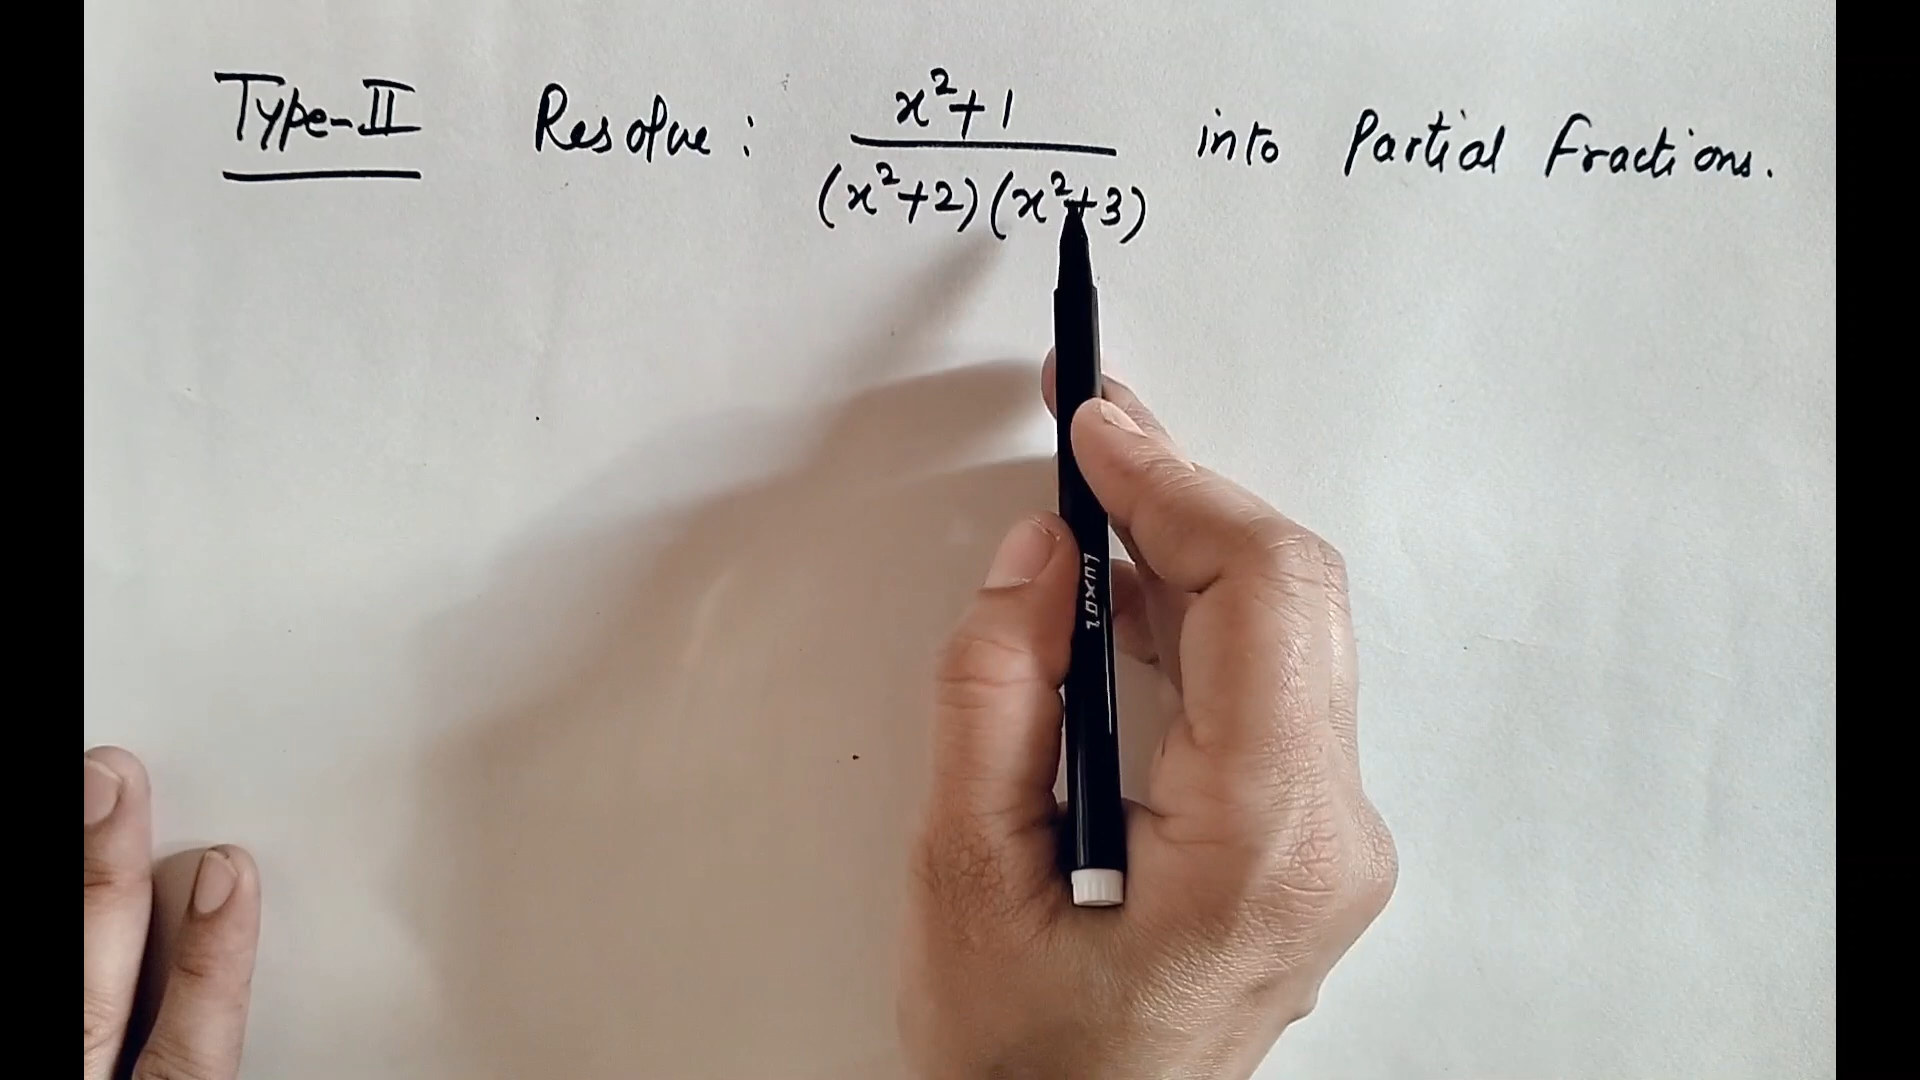 Type-II Resolve: x²+1 / (x²+2)(x²+3) into Partial fractions.
LUXOR